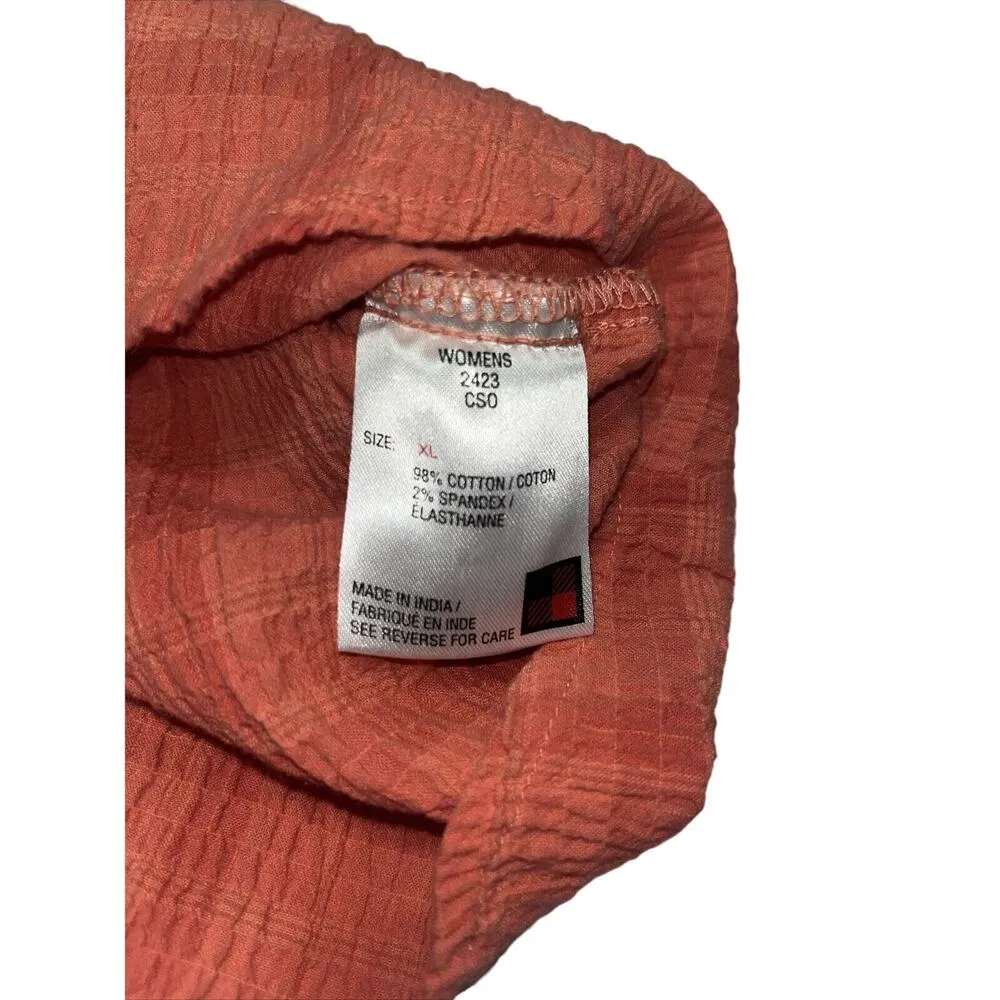 WOMENS
2423
CSO
SIZE: XL
98% COTTON / COTON
2% SPANDEX /
ÉLASTHANNE
MADE IN INDIA /
FABRIQUÉ EN INDE
SEE REVERSE FOR CARE